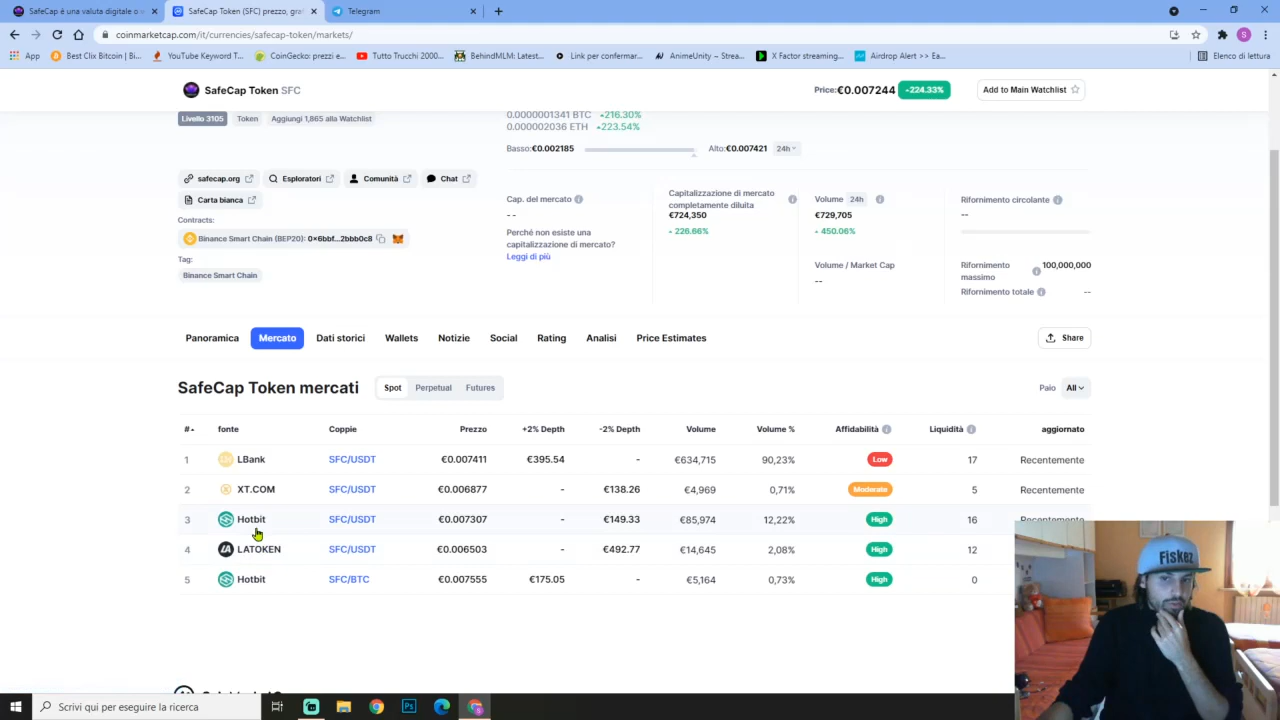 SafeCap è una valuta digitale o
SafeCap Token (SFC) prezzo, gra
Telegram
coinmarketcap.com/it/currencies/safecap-token/markets/
App
Best Clix Bitcoin | Bi...
YouTube Keyword T...
CoinGecko: prezzi e...
Tutto Trucchi 2000...
BehindMLM: Latest...
Link per confermar...
AnimeUnity ~ Strea...
X Factor streaming...
Airdrop Alert >> Ea...
Elenco di lettura
SafeCap Token SFC
Price: €0.007244
224.33%
Add to Main Watchlist
Livello 3105
Token
Aggiungi 1,865 alla Watchlist
0.0000001341 BTC 216.30%
0.000002036 ETH 223.54%
Basso: €0.002185
Alto: €0.007421
24h
safecap.org
Esploratori
Comunità
Chat
Carta bianca
Contracts:
Binance Smart Chain (BEP20): 0x6bbf...2bbb0c8
Tag:
Binance Smart Chain
Cap. del mercato
--
Perché non esiste una
capitalizzazione di mercato?
Leggi di più
Capitalizzazione di mercato
completamente diluita
€724,350
226.66%
Volume 24h
€729,705
450.06%
Volume / Market Cap
--
Rifornimento circolante
--
Rifornimento
massimo
100,000,000
Rifornimento totale
--
Panoramica
Mercato
Dati storici
Wallets
Notizie
Social
Rating
Analisi
Price Estimates
Share
SafeCap Token mercati
Spot
Perpetual
Futures
Paio
All
# fonte Coppie Prezzo +2% Depth -2% Depth Volume Volume % Affidabilità Liquidità aggiornato
1 LBank SFC/USDT €0.007411 €395.54 - €634,715 90,23% Low 17 Recentemente
2 XT.COM SFC/USDT €0.006877 - €138.26 €4,969 0,71% Moderate 5 Recentemente
3 Hotbit SFC/USDT €0.007307 - €149.33 €85,974 12,22% High 16 Recentemente
4 LATOKEN SFC/USDT €0.006503 - €492.77 €14,645 2,08% High 12
5 Hotbit SFC/BTC €0.007555 €175.05 - €5,164 0,73% High 0
Fiskez
Scrivi qui per eseguire la ricerca